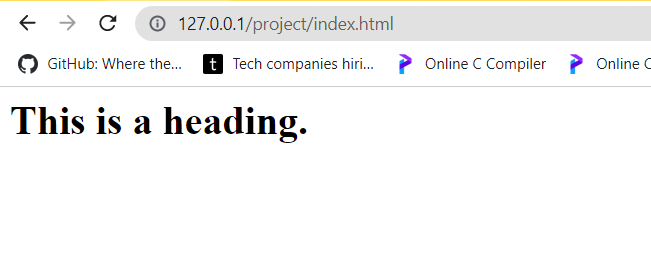 127.0.0.1/project/index.html
GitHub: Where the... t Tech companies hiri... Online C Compiler Online C
This is a heading.